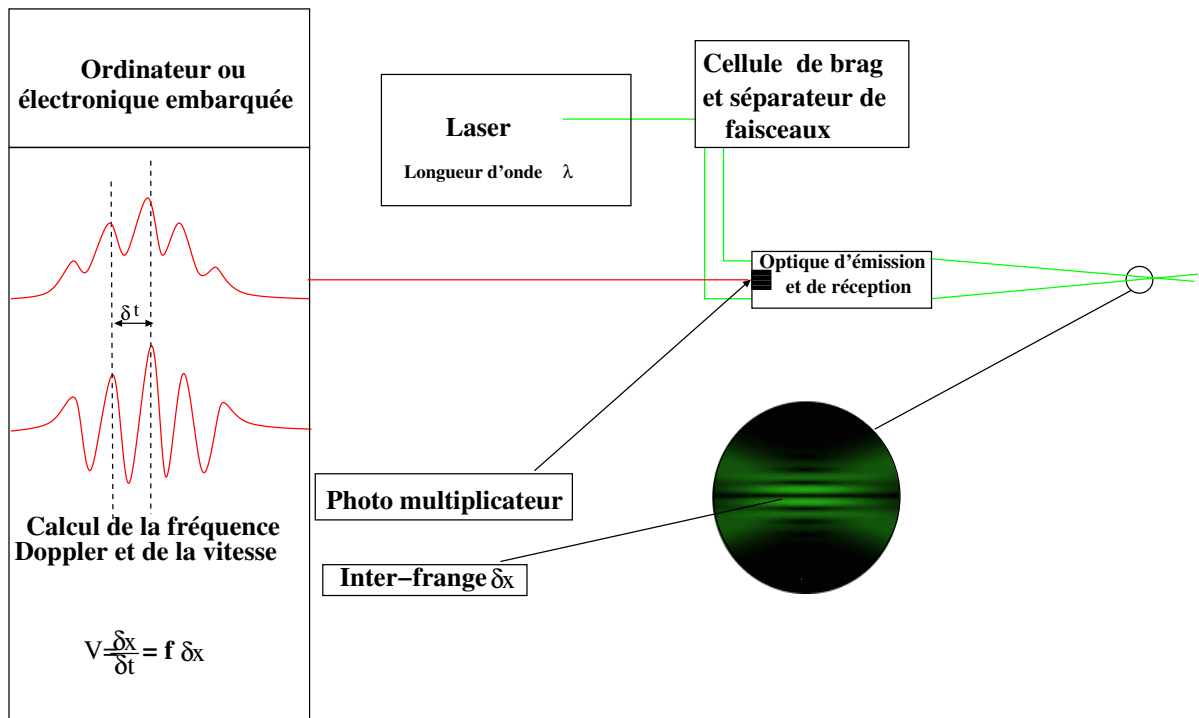 Ordinateur ou
électronique embarquée
δt
Calcul de la fréquence
Doppler et de la vitesse
V=δx/δt = f δx
Laser
Longueur d'onde λ
Cellule de brag
et séparateur de
faisceaux
Optique d'émission
et de réception
Photo multiplicateur
Inter-frange δx